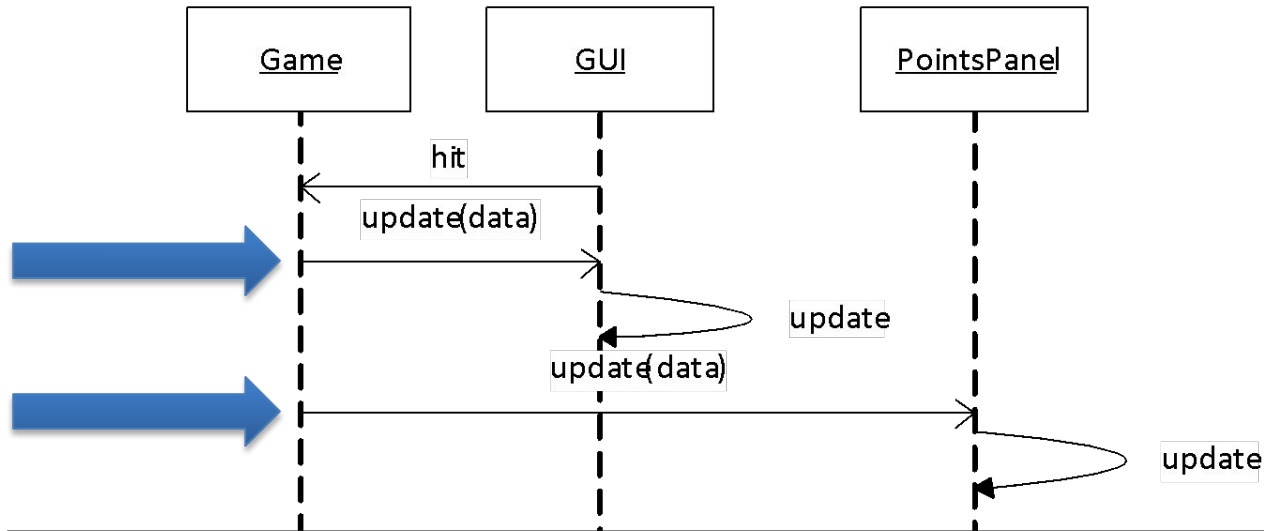 Game
GUI
PointsPanel
hit
update(data)
update
update(data)
update